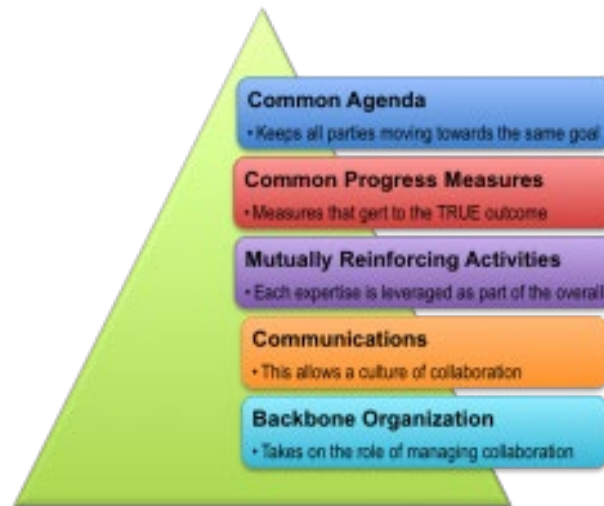 Common Agenda
• Keeps all parties moving towards the same goal
Common Progress Measures
• Measures that gert to the TRUE outcome
Mutually Reinforcing Activities
• Each expertise is leveraged as part of the overall
Communications
• This allows a culture of collaboration
Backbone Organization
• Takes on the role of managing collaboration